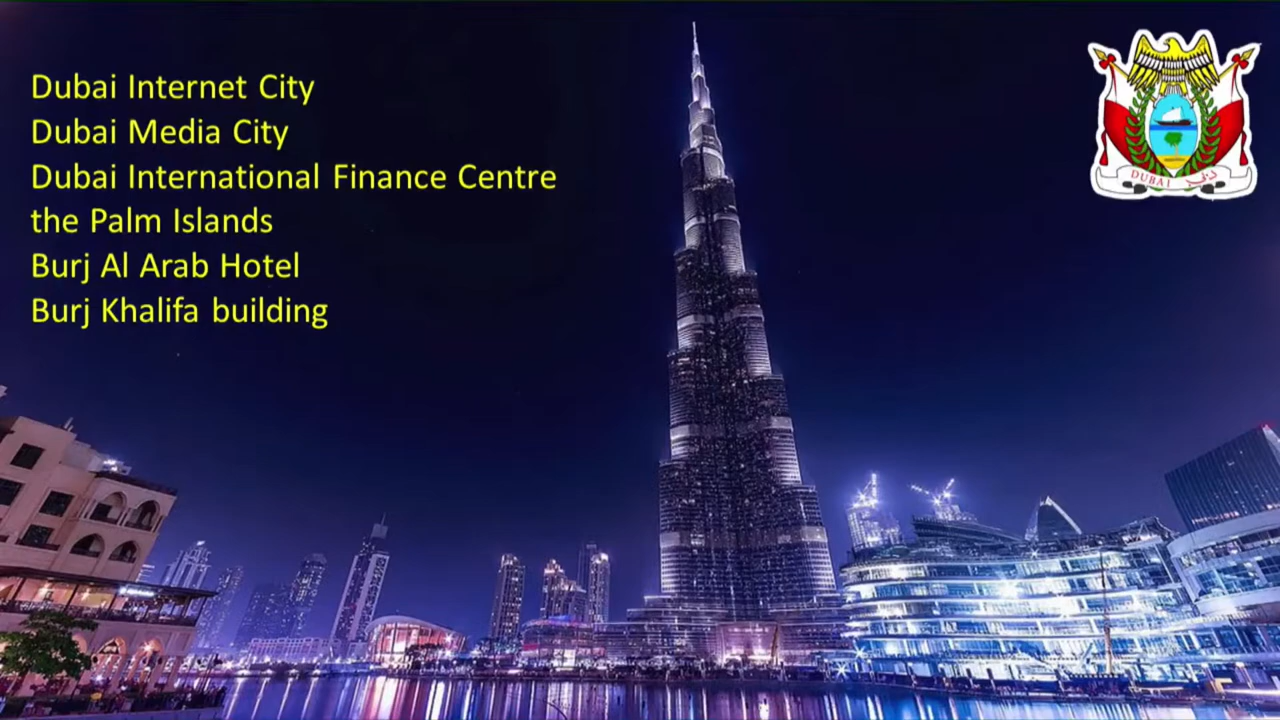 Dubai Internet City
Dubai Media City
Dubai International Finance Centre
the Palm Islands
Burj Al Arab Hotel
Burj Khalifa building
DUBAI دبي